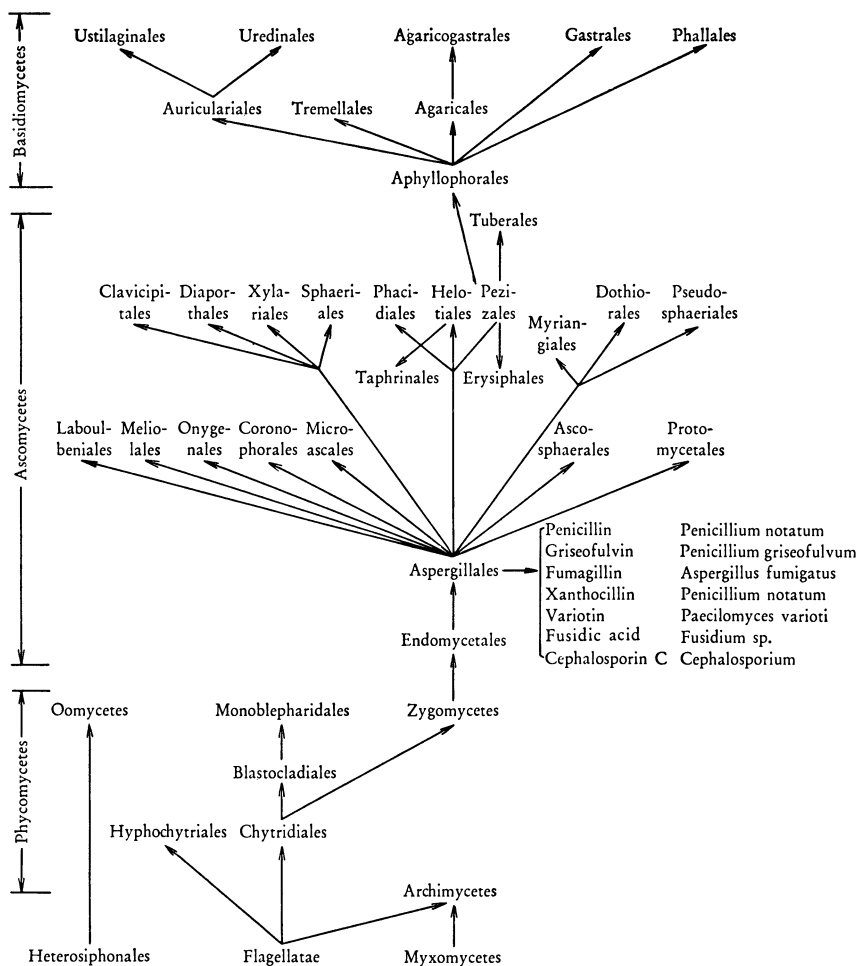 Ustilaginales Uredinales Agaricogastrales Gastrales Phallales
Auriculariales Tremellales Agaricales
Basidiomycetes
Aphyllophorales
Tuberales
Clavicipi- Diapor- Xyla- Sphaeri- Phaci- Helo- Pezi- Dothio- Pseudo-
tales thales riales ales diales tiales zales rales sphaeriales
Myrian-
giales
Taphrinales Erysiphales
Ascomycetes
Laboul- Melio- Onyge- Corono- Micro- Asco- Proto-
beniales lales nales phorales ascales sphaerales mycetales
Penicillin Penicillium notatum
Griseofulvin Penicillium griseofulvum
Aspergillales Fumagillin Aspergillus fumigatus
Xanthocillin Penicillium notatum
Variotin Paecilomyces varioti
Endomycetales Fusidic acid Fusidium sp.
Cephalosporin C Cephalosporium
Oomycetes Monoblepharidales Zygomycetes
Blastocladiales
Phycomycetes
Hyphochytriales Chytridiales
Archimycetes
Heterosiphonales Flagellatae Myxomycetes